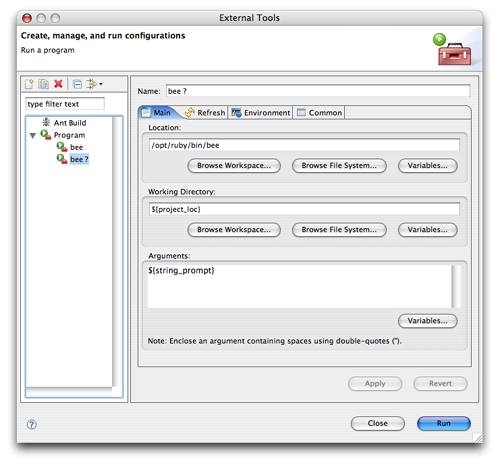 External Tools
Create, manage, and run configurations
Run a program
type filter text
Ant Build
Program
bee
bee ?
Name: bee ?
Main Refresh Environment Common
Location:
/opt/ruby/bin/bee
Browse Workspace... Browse File System... Variables...
Working Directory:
${project_loc}
Browse Workspace... Browse File System... Variables...
Arguments:
${string_prompt}
Variables...
Note: Enclose an argument containing spaces using double-quotes (").
Apply Revert
? Close Run